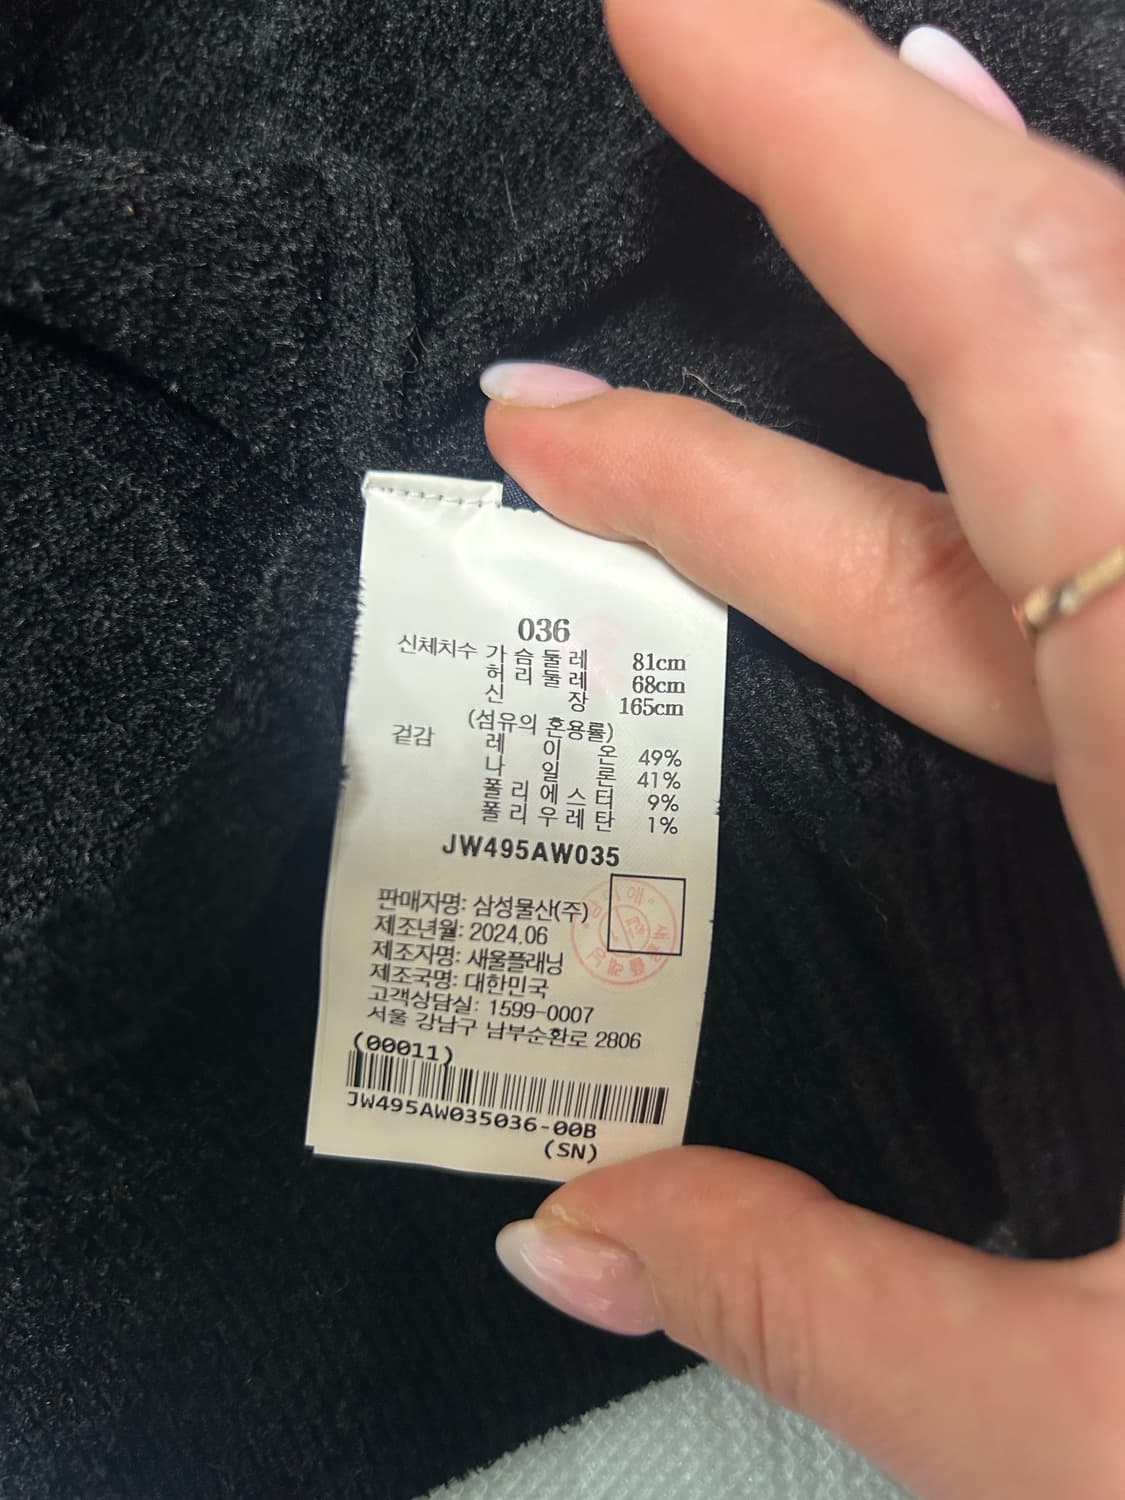 036
신체치수 가슴둘레 81cm
허리둘레 68cm
신장 165cm
(섬유의 혼용률)
겉감 레이온 49%
나일론 41%
폴리에스터 9%
폴리우레탄 1%
JW495AW035
판매자명: 삼성물산(주)
제조년월: 2024.06
제조자명: 새울플래닝
제조국명: 대한민국
고객상담실: 1599-0007
서울 강남구 남부순환로 2806
(00011)
JW495AW035036-00B
(SN)